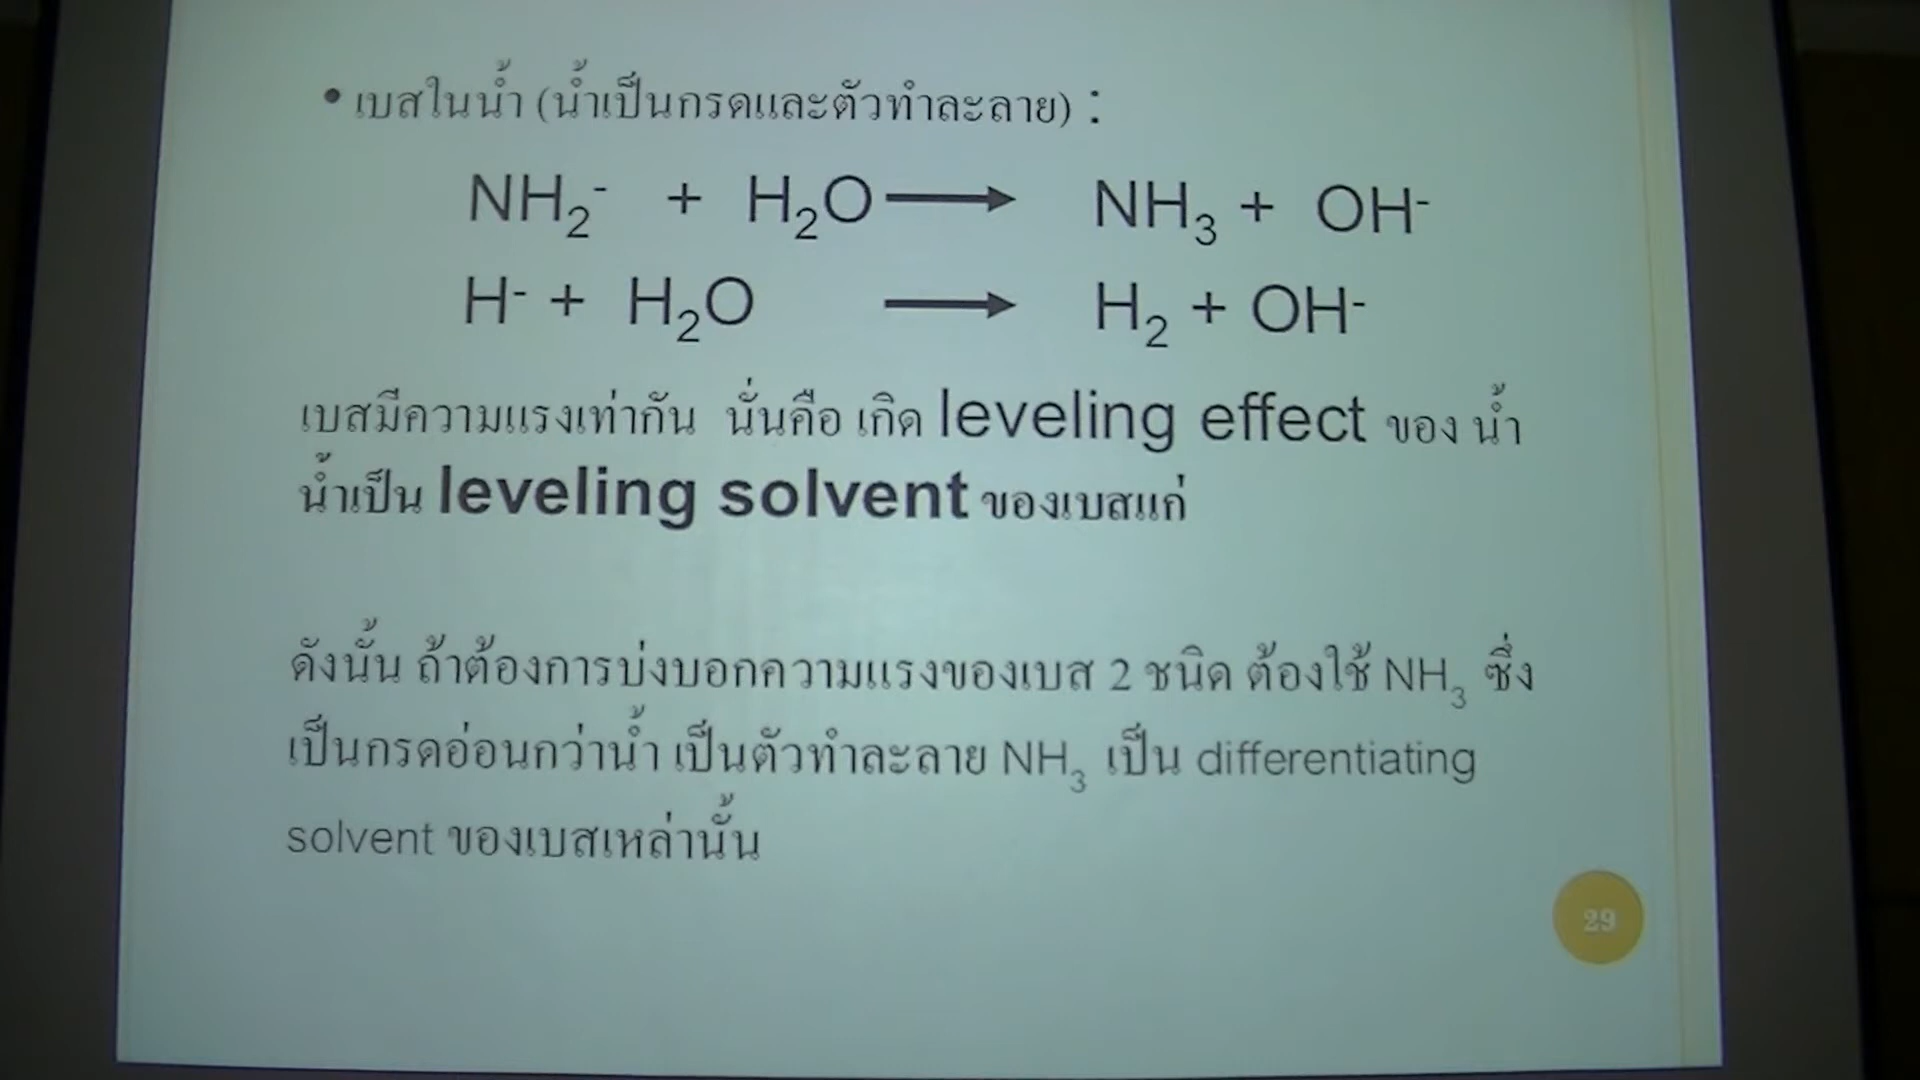 • เบสในน้ำ (น้ำเป็นกรดและตัวทำละลาย) :
NH₂⁻ + H₂O ⟶ NH₃ + OH⁻
H⁻ + H₂O ⟶ H₂ + OH⁻
เบสมีความแรงเท่ากัน นั่นคือ เกิด leveling effect ของ น้ำ
น้ำเป็น leveling solvent ของเบสแก่
ดังนั้น ถ้าต้องการบ่งบอกความแรงของเบส 2 ชนิด ต้องใช้ NH₃ ซึ่ง
เป็นกรดอ่อนกว่าน้ำ เป็นตัวทำละลาย NH₃ เป็น differentiating
solvent ของเบสเหล่านั้น
29